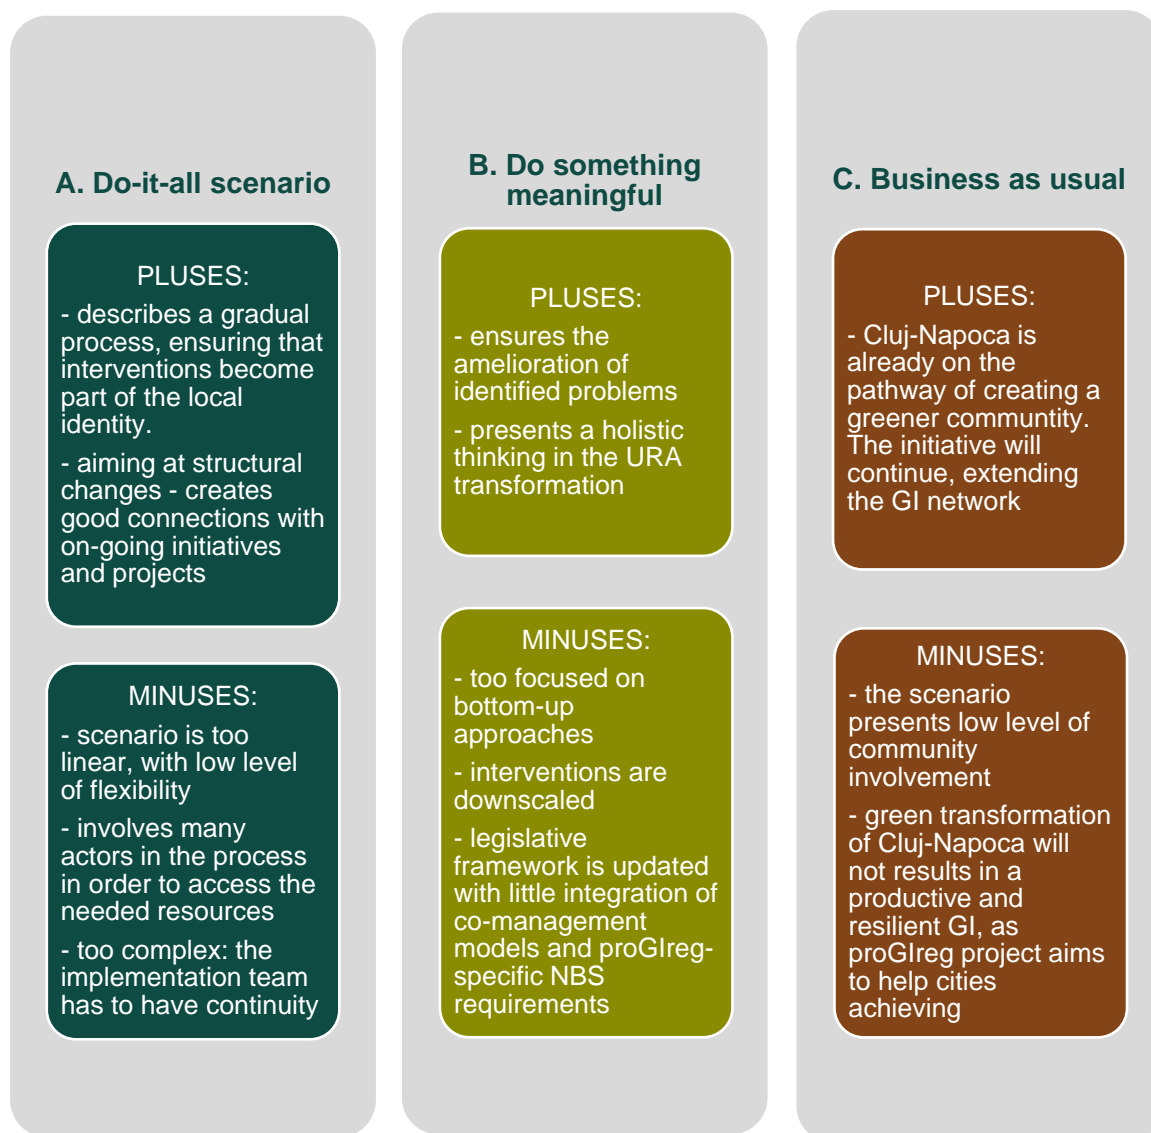 A. Do-it-all scenario
PLUSES:
- describes a gradual
process, ensuring that
interventions become
part of the local
identity.
- aiming at structural
changes - creates
good connections with
on-going initiatives
and projects
MINUSES:
- scenario is too
linear, with low level
of flexibility
- involves many
actors in the process
in order to access the
needed resources
- too complex: the
implementation team
has to have continuity
B. Do something
meaningful
PLUSES:
- ensures the
amelioration of
identified problems
- presents a holistic
thinking in the URA
transformation
MINUSES:
- too focused on
bottom-up
approaches
- interventions are
downscaled
- legislative
framework is updated
with little integration of
co-management
models and proGIreg-
specific NBS
requirements
C. Business as usual
PLUSES:
- Cluj-Napoca is
already on the
pathway of creating a
greener communtity.
The initiative will
continue, extending
the GI network
MINUSES:
- the scenario
presents low level of
community
involvement
- green transformation
of Cluj-Napoca will
not results in a
productive and
resilient GI, as
proGIreg project aims
to help cities
achieving